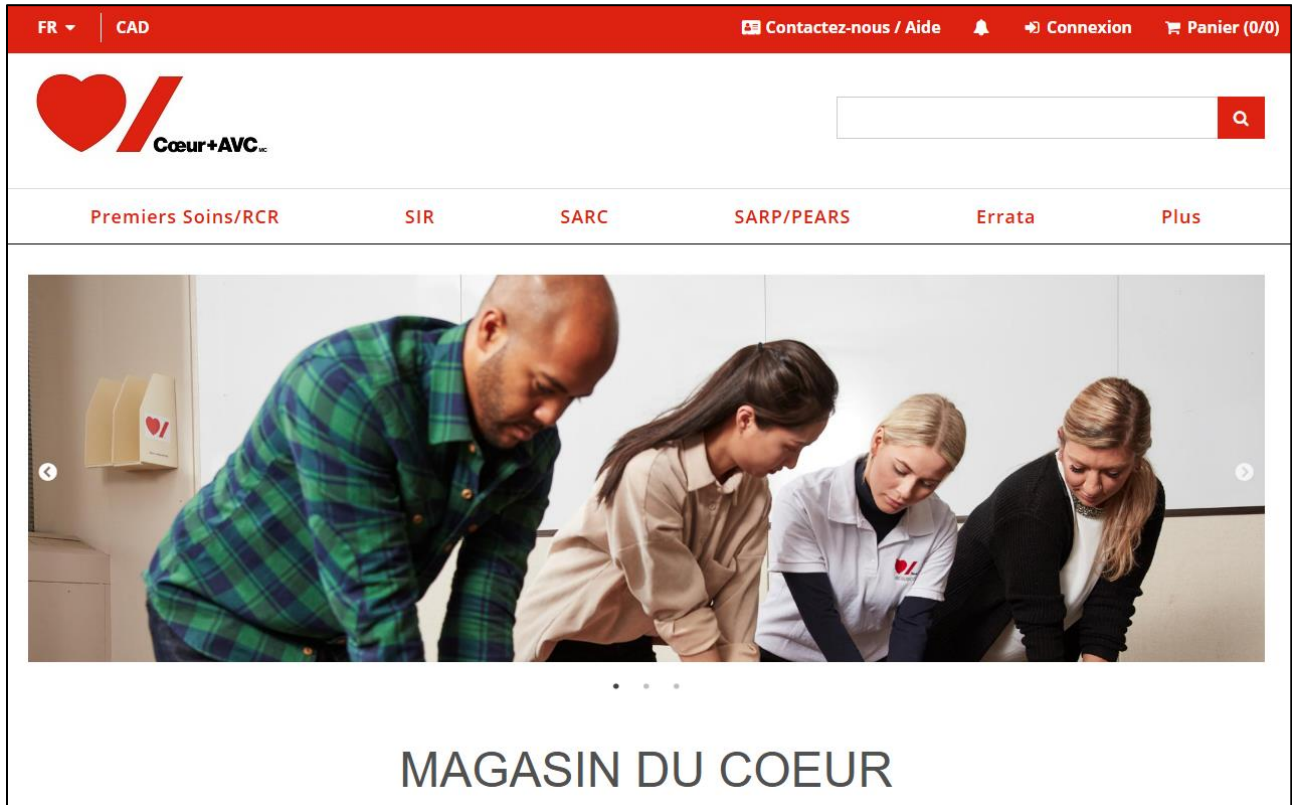 FR CAD Contactez-nous / Aide Connexion Panier (0/0)
Cœur+AVC MC
Premiers Soins/RCR SIR SARC SARP/PEARS Errata Plus
MAGASIN DU COEUR